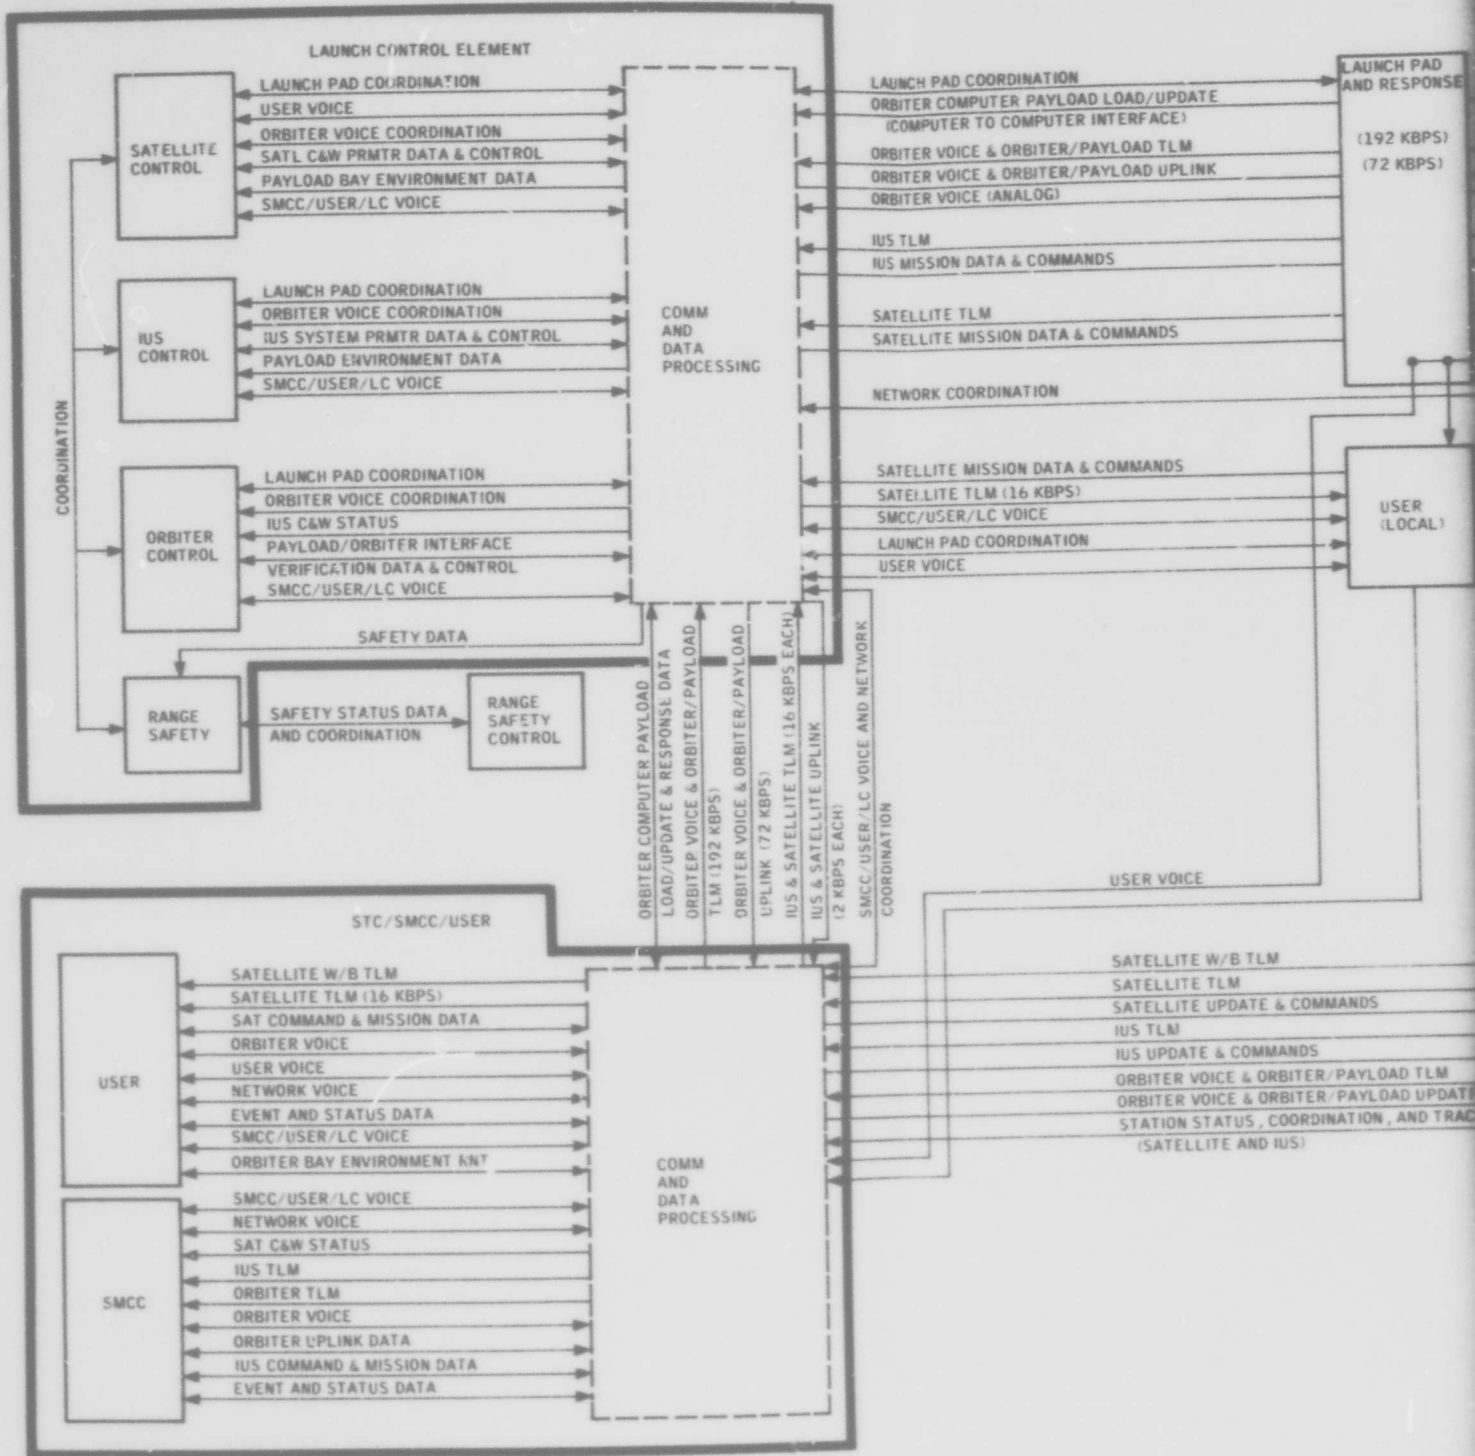 LAUNCH CONTROL ELEMENT
SATELLITE
CONTROL
LAUNCH PAD COORDINATION
USER VOICE
ORBITER VOICE COORDINATION
SATL C&W PRMTR DATA & CONTROL
PAYLOAD BAY ENVIRONMENT DATA
SMCC/USER/LC VOICE
IUS
CONTROL
LAUNCH PAD COORDINATION
ORBITER VOICE COORDINATION
IUS SYSTEM PRMTR DATA & CONTROL
PAYLOAD ENVIRONMENT DATA
SMCC/USER/LC VOICE
COORDINATION
ORBITER
CONTROL
LAUNCH PAD COORDINATION
ORBITER VOICE COORDINATION
IUS C&W STATUS
PAYLOAD/ORBITER INTERFACE
VERIFICATION DATA & CONTROL
SMCC/USER/LC VOICE
SAFETY DATA
RANGE
SAFETY
SAFETY STATUS DATA
AND COORDINATION
RANGE
SAFETY
CONTROL
COMM
AND
DATA
PROCESSING
LAUNCH PAD COORDINATION
ORBITER COMPUTER PAYLOAD LOAD/UPDATE
(COMPUTER TO COMPUTER INTERFACE)
ORBITER VOICE & ORBITER/PAYLOAD TLM
ORBITER VOICE & ORBITER/PAYLOAD UPLINK
ORBITER VOICE (ANALOG)
IUS TLM
IUS MISSION DATA & COMMANDS
SATELLITE TLM
SATELLITE MISSION DATA & COMMANDS
NETWORK COORDINATION
LAUNCH PAD
AND RESPONSE
(192 KBPS)
(72 KBPS)
SATELLITE MISSION DATA & COMMANDS
SATELLITE TLM (16 KBPS)
SMCC/USER/LC VOICE
LAUNCH PAD COORDINATION
USER VOICE
USER
(LOCAL)
ORBITER COMPUTER PAYLOAD
LOAD/UPDATE & RESPONSE DATA
ORBITER VOICE & ORBITER/PAYLOAD
TLM (192 KBPS)
ORBITER VOICE & ORBITER/PAYLOAD
UPLINK (72 KBPS)
IUS & SATELLITE TLM (16 KBPS EACH)
IUS & SATELLITE UPLINK
(2 KBPS EACH)
SMCC/USER/LC VOICE AND NETWORK
COORDINATION
USER VOICE
STC/SMCC/USER
USER
SATELLITE W/B TLM
SATELLITE TLM (16 KBPS)
SAT COMMAND & MISSION DATA
ORBITER VOICE
USER VOICE
NETWORK VOICE
EVENT AND STATUS DATA
SMCC/USER/LC VOICE
ORBITER BAY ENVIRONMENT
SMCC
SMCC/USER/LC VOICE
NETWORK VOICE
SAT C&W STATUS
IUS TLM
ORBITER TLM
ORBITER VOICE
ORBITER UPLINK DATA
IUS COMMAND & MISSION DATA
EVENT AND STATUS DATA
COMM
AND
DATA
PROCESSING
SATELLITE W/B TLM
SATELLITE TLM
SATELLITE UPDATE & COMMANDS
IUS TLM
IUS UPDATE & COMMANDS
ORBITER VOICE & ORBITER/PAYLOAD TLM
ORBITER VOICE & ORBITER/PAYLOAD UPDATE
STATION STATUS, COORDINATION, AND TRAC
(SATELLITE AND IUS)